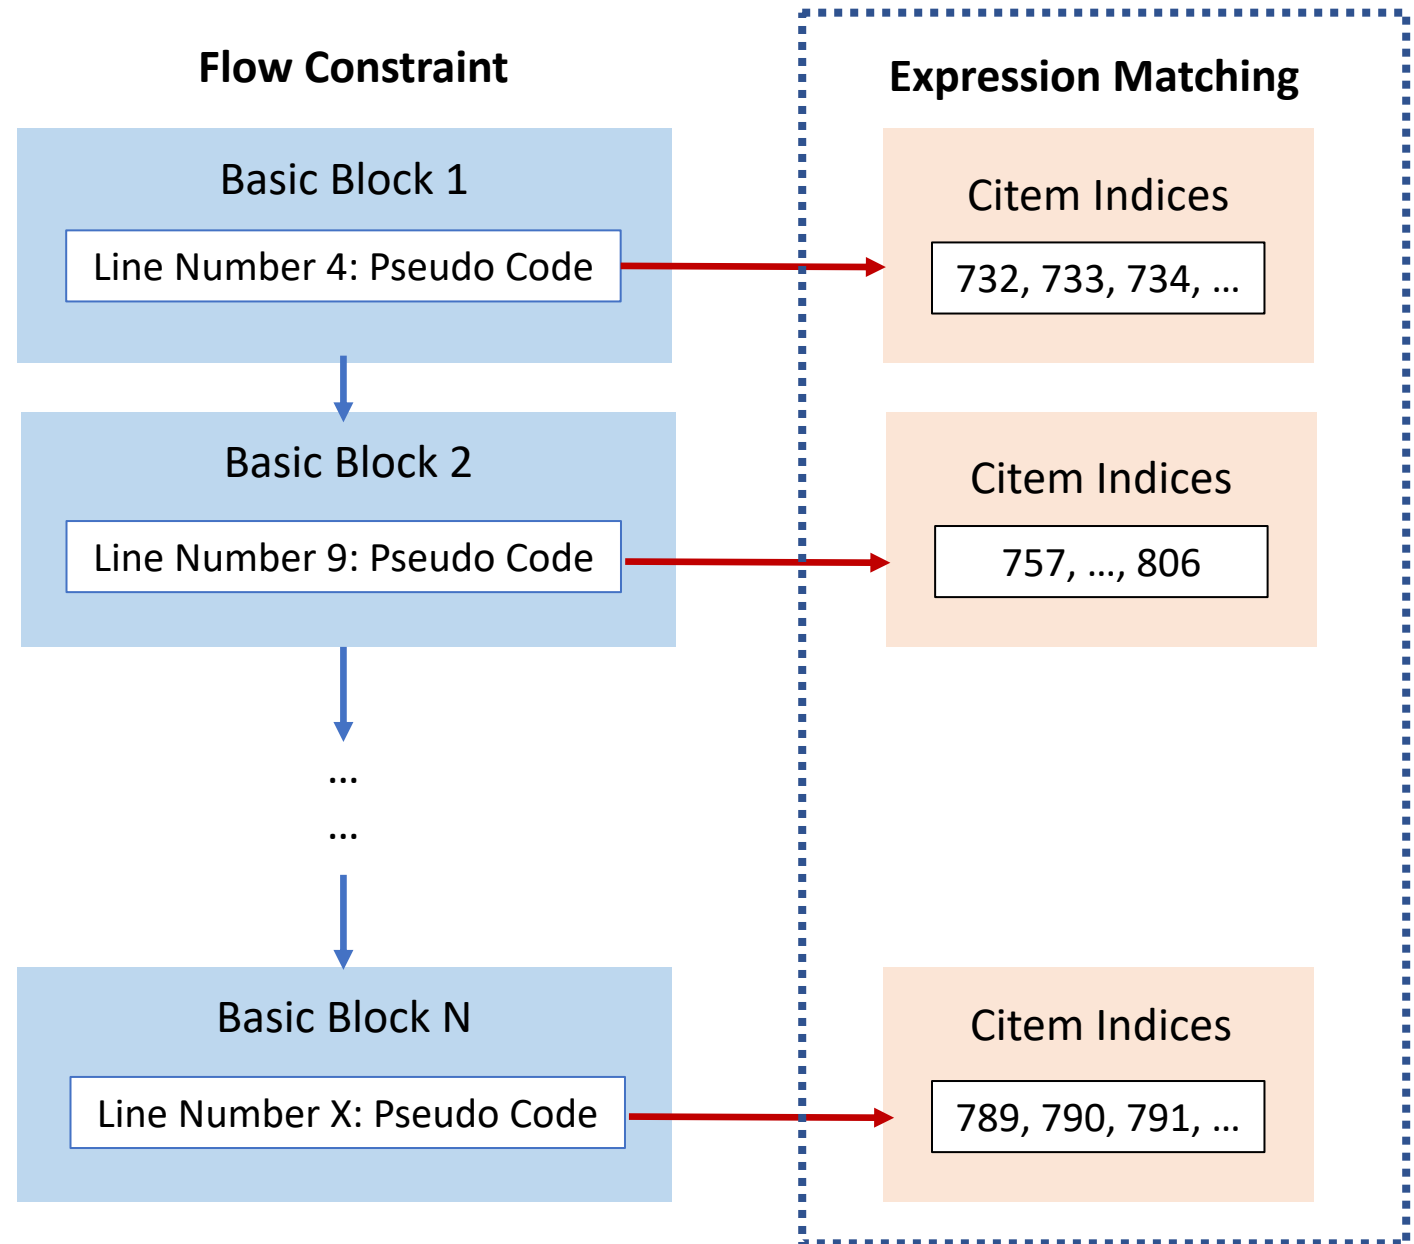 Flow Constraint
Expression Matching
Basic Block 1
Line Number 4: Pseudo Code
Citem Indices
732, 733, 734, ...
Basic Block 2
Line Number 9: Pseudo Code
Citem Indices
757, ..., 806
...
...
Basic Block N
Line Number X: Pseudo Code
Citem Indices
789, 790, 791, ...